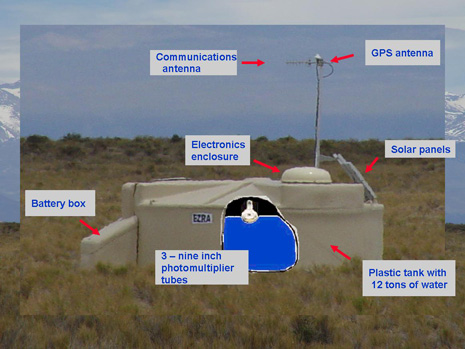 Communications
antenna
GPS antenna
Electronics
enclosure
Solar panels
Battery box
EZRA
3 – nine inch
photomultiplier
tubes
Plastic tank with
12 tons of water